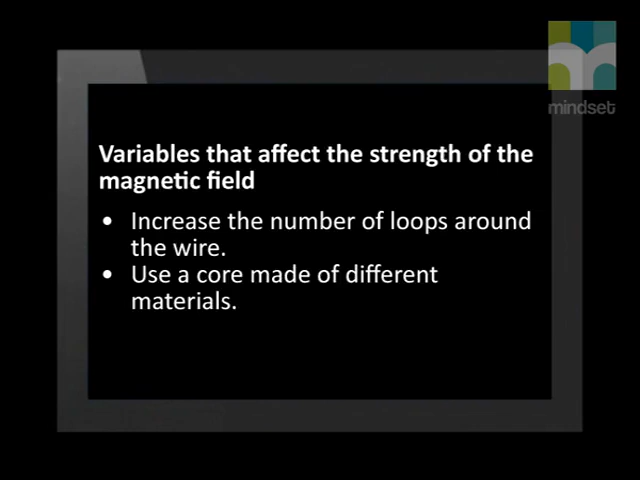 mindset
Variables that affect the strength of the
magnetic field
• Increase the number of loops around
the wire.
• Use a core made of different
materials.